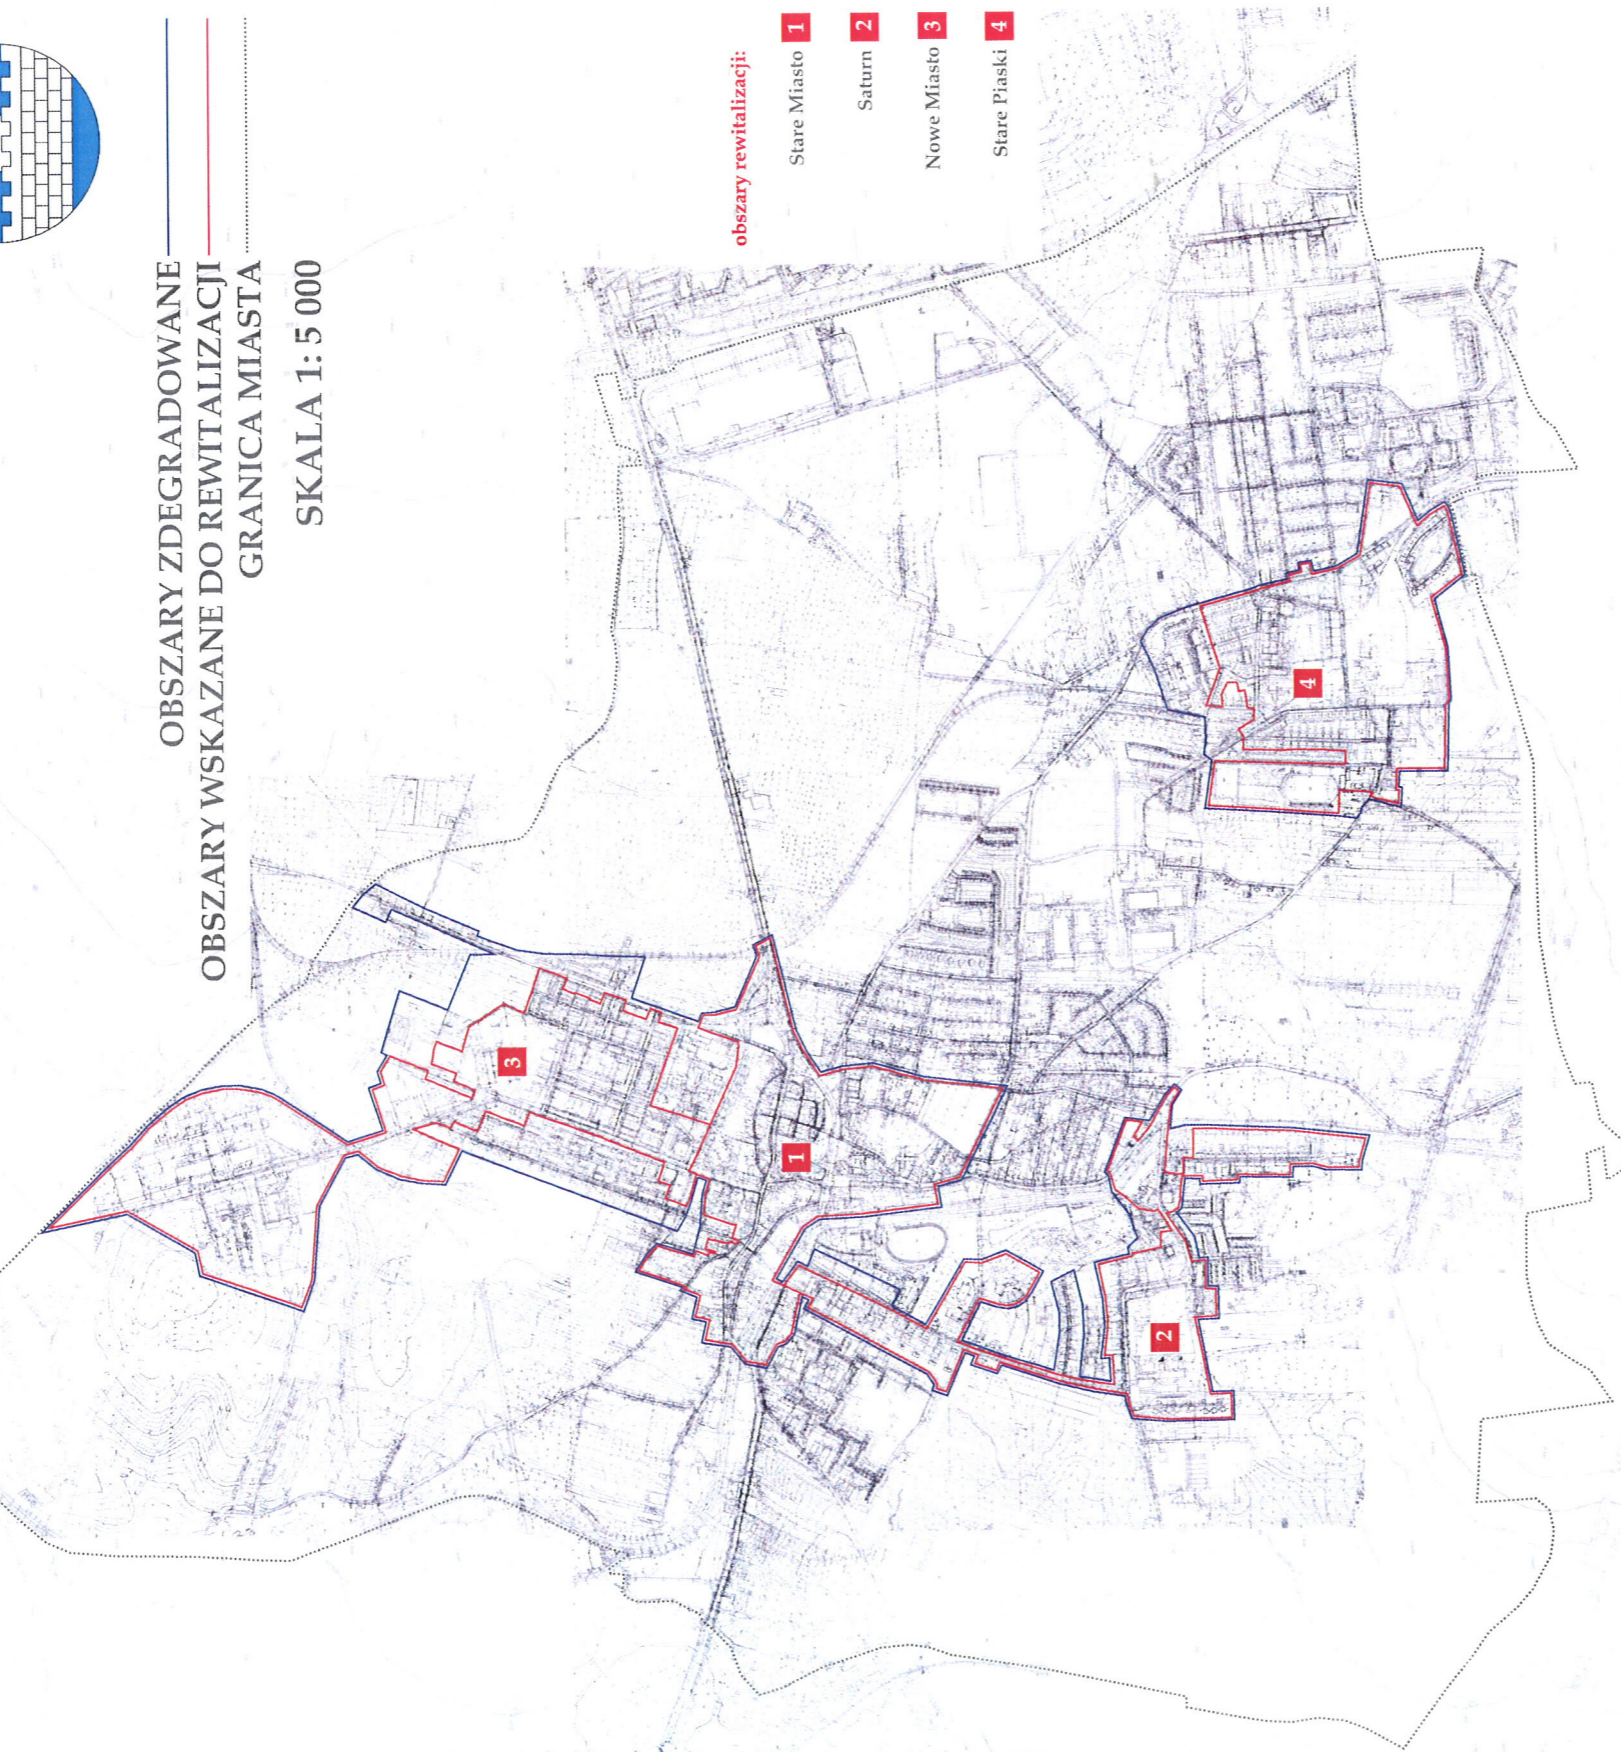 OBSZARY ZDEGRADOWANE
OBSZARY WSKAZANE DO REWITALIZACJI
GRANICA MIASTA
SKALA 1: 5 000
obszary rewitalizacji:
Stare Miasto 1
Saturn 2
Nowe Miasto 3
Stare Piaski 4
3
1
2
4